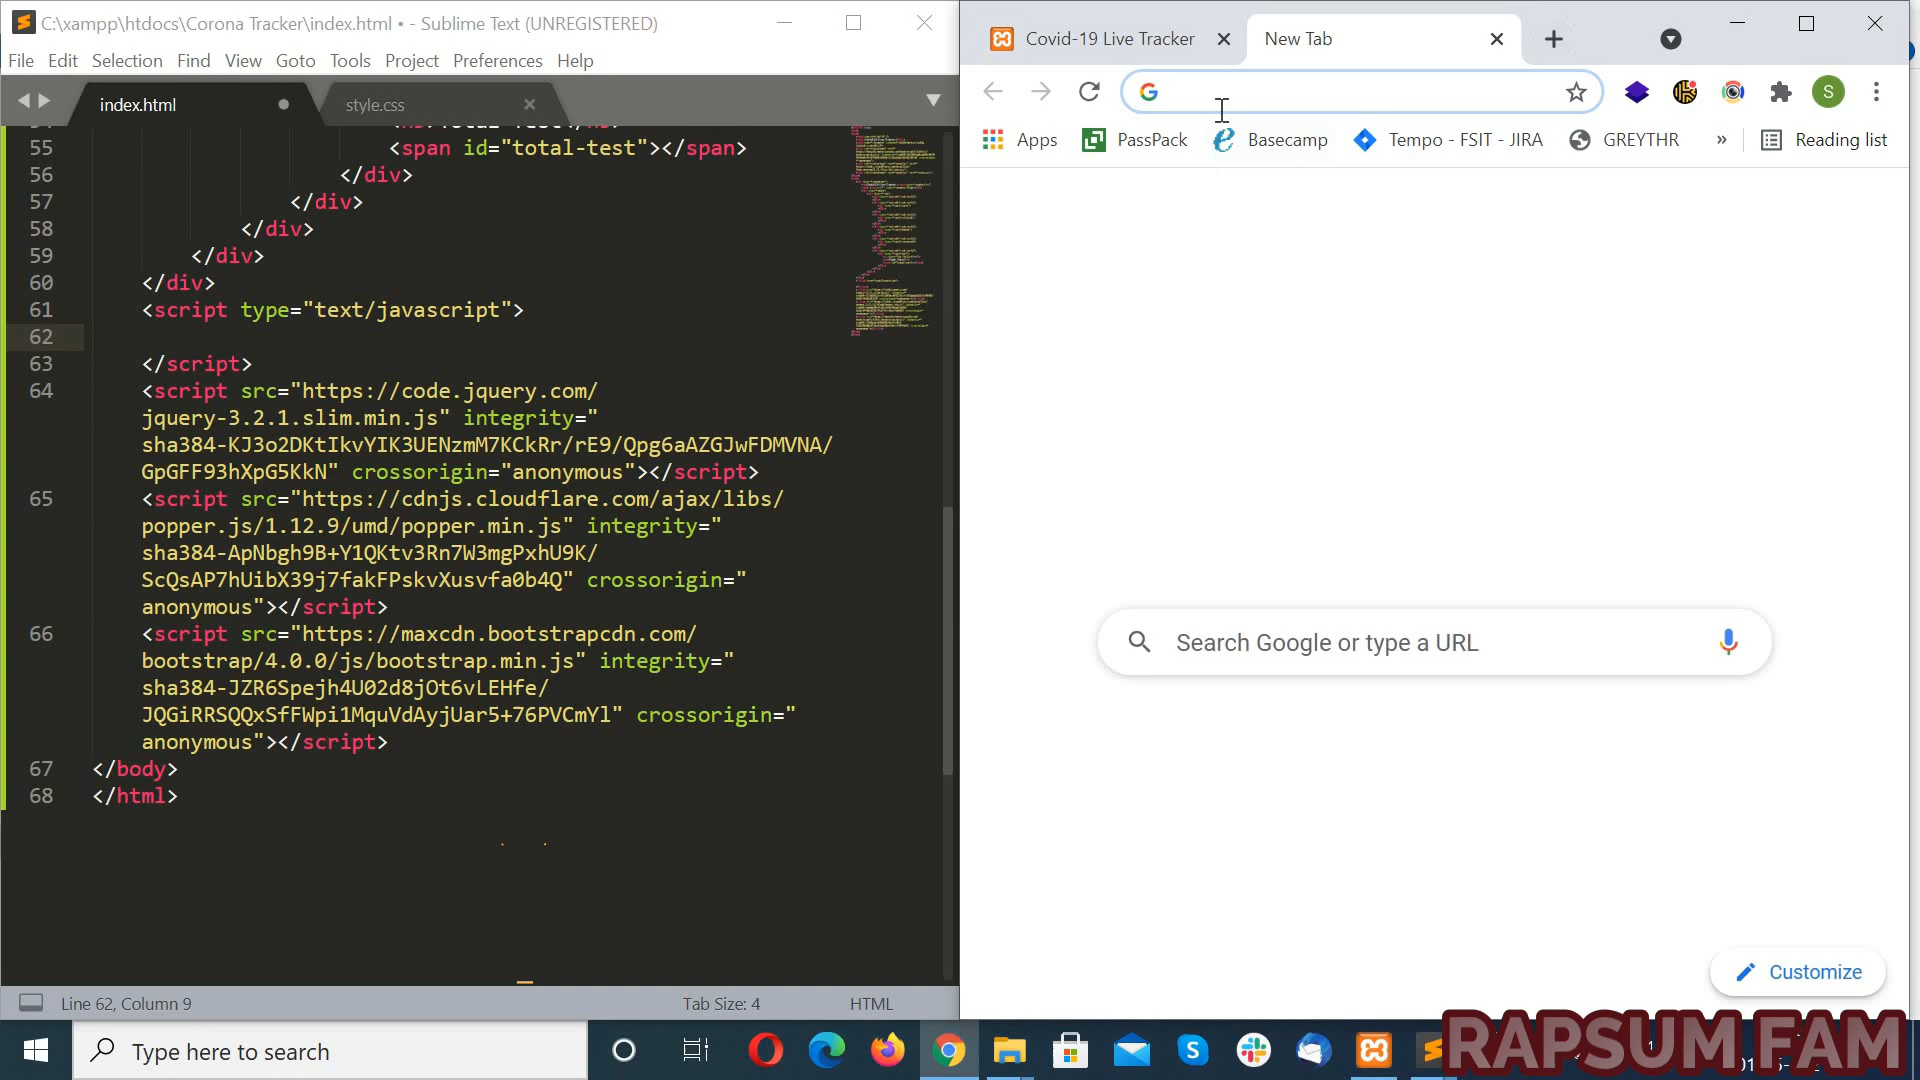 C:\xampp\htdocs\Corona Tracker\index.html • - Sublime Text (UNREGISTERED)
File Edit Selection Find View Goto Tools Project Preferences Help
index.html
style.css
55 <span id="total-test"></span>
56 </div>
57 </div>
58 </div>
59 </div>
60 </div>
61 <script type="text/javascript">
62
63 </script>
64 <script src="https://code.jquery.com/
jquery-3.2.1.slim.min.js" integrity="
sha384-KJ3o2DKtIkvYIK3UENzmM7KCkRr/rE9/Qpg6aAZGJwFDMVNA/
GpGFF93hXpG5KkN" crossorigin="anonymous"></script>
65 <script src="https://cdnjs.cloudflare.com/ajax/libs/
popper.js/1.12.9/umd/popper.min.js" integrity="
sha384-ApNbgh9B+Y1QKtv3Rn7W3mgPxhU9K/
ScQsAP7hUibX39j7fakFPskvXusvfa0b4Q" crossorigin="
anonymous"></script>
66 <script src="https://maxcdn.bootstrapcdn.com/
bootstrap/4.0.0/js/bootstrap.min.js" integrity="
sha384-JZR6Spejh4U02d8jOt6vLEHfe/
JQGiRRSQQxSfFWpi1MquVdAyjUar5+76PVCmYl" crossorigin="
anonymous"></script>
67 </body>
68 </html>
Line 62, Column 9
Tab Size: 4
HTML
Covid-19 Live Tracker
New Tab
S
Apps PassPack Basecamp Tempo - FSIT - JIRA GREYTHR » Reading list
Search Google or type a URL
Customize
Type here to search
RAPSUM FAM